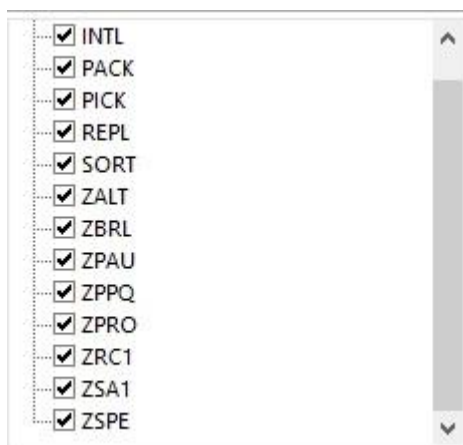 INTL
PACK
PICK
REPL
SORT
ZALT
ZBRL
ZPAU
ZPPQ
ZPRO
ZRC1
ZSA1
ZSPE